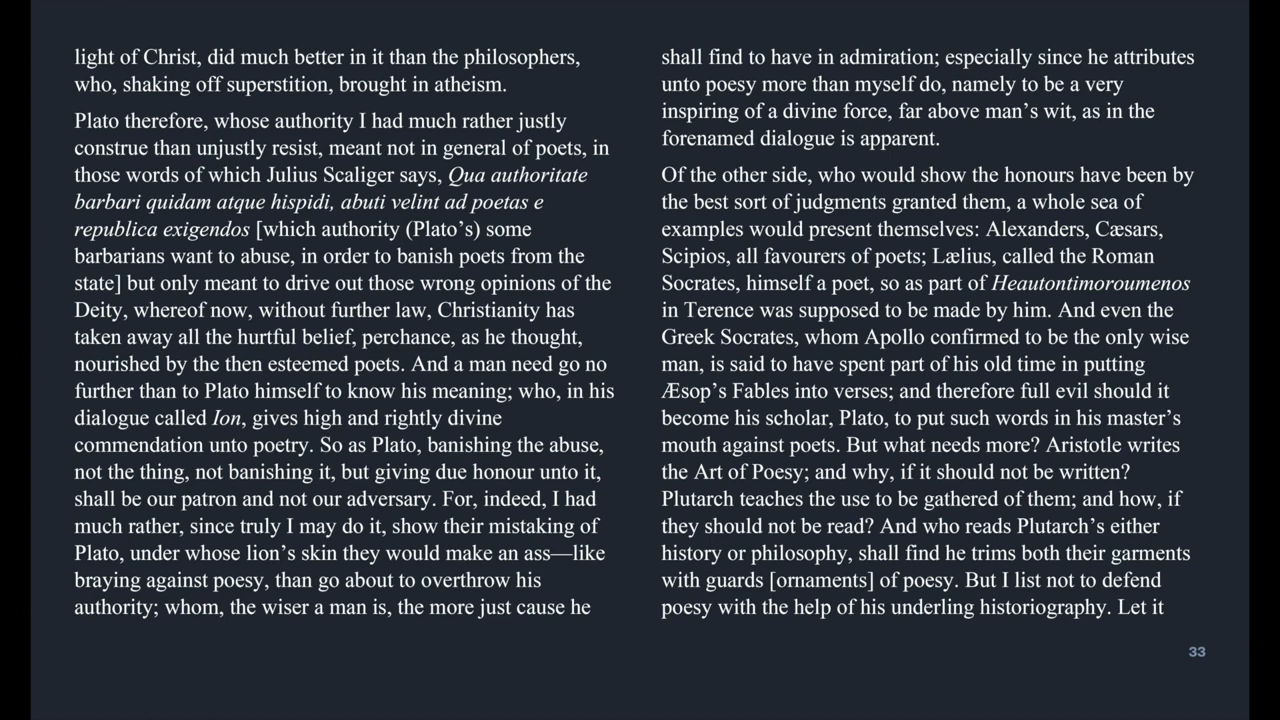 light of Christ, did much better in it than the philosophers,
who, shaking off superstition, brought in atheism.
Plato therefore, whose authority I had much rather justly
construe than unjustly resist, meant not in general of poets, in
those words of which Julius Scaliger says, Qua authoritate
barbari quidam atque hispidi, abuti velint ad poetas e
republica exigendos [which authority (Plato’s) some
barbarians want to abuse, in order to banish poets from the
state] but only meant to drive out those wrong opinions of the
Deity, whereof now, without further law, Christianity has
taken away all the hurtful belief, perchance, as he thought,
nourished by the then esteemed poets. And a man need go no
further than to Plato himself to know his meaning; who, in his
dialogue called Ion, gives high and rightly divine
commendation unto poetry. So as Plato, banishing the abuse,
not the thing, not banishing it, but giving due honour unto it,
shall be our patron and not our adversary. For, indeed, I had
much rather, since truly I may do it, show their mistaking of
Plato, under whose lion’s skin they would make an ass—like
braying against poesy, than go about to overthrow his
authority; whom, the wiser a man is, the more just cause he
shall find to have in admiration; especially since he attributes
unto poesy more than myself do, namely to be a very
inspiring of a divine force, far above man’s wit, as in the
forenamed dialogue is apparent.
Of the other side, who would show the honours have been by
the best sort of judgments granted them, a whole sea of
examples would present themselves: Alexanders, Cæsars,
Scipios, all favourers of poets; Lælius, called the Roman
Socrates, himself a poet, so as part of Heautontimoroumenos
in Terence was supposed to be made by him. And even the
Greek Socrates, whom Apollo confirmed to be the only wise
man, is said to have spent part of his old time in putting
Æsop’s Fables into verses; and therefore full evil should it
become his scholar, Plato, to put such words in his master’s
mouth against poets. But what needs more? Aristotle writes
the Art of Poesy; and why, if it should not be written?
Plutarch teaches the use to be gathered of them; and how, if
they should not be read? And who reads Plutarch’s either
history or philosophy, shall find he trims both their garments
with guards [ornaments] of poesy. But I list not to defend
poesy with the help of his underling historiography. Let it
33